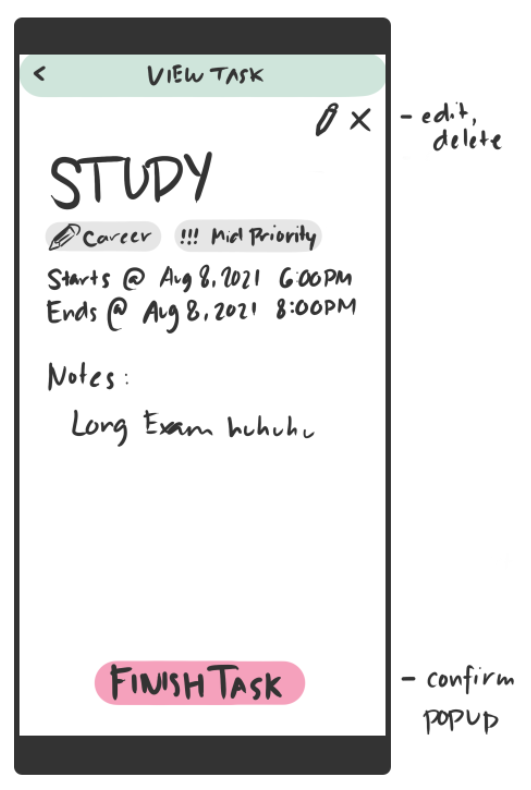 < VIEW TASK
- edit,
delete
STUDY
Career !!! Mid Priority
Starts @ Aug 8, 2021 6:00PM
Ends @ Aug 8, 2021 8:00PM
Notes:
Long Exam huhuhu
FINISH TASK
- confirm
POPUP